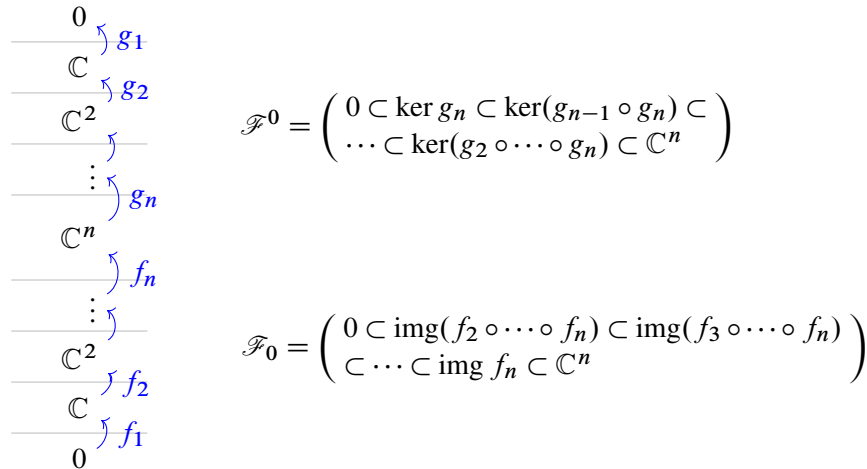 0
g₁
ℂ
g₂
ℂ²
⋮
gₙ
ℂⁿ
fₙ
⋮
ℂ²
f₂
ℂ
f₁
0
ℱ⁰ = ( 0 ⊂ ker gₙ ⊂ ker(gₙ₋₁ ∘ gₙ) ⊂
⋯ ⊂ ker(g₂ ∘ ⋯ ∘ gₙ) ⊂ ℂⁿ )
ℱ₀ = ( 0 ⊂ img(f₂ ∘ ⋯ ∘ fₙ) ⊂ img(f₃ ∘ ⋯ ∘ fₙ)
⊂ ⋯ ⊂ img fₙ ⊂ ℂⁿ )